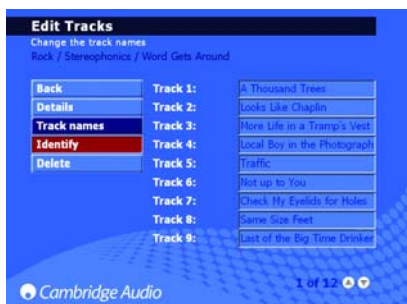 Edit Tracks
Change the track names
Rock / Stereophonics / Word Gets Around
Back
Details
Track names
Identify
Delete
Track 1: A Thousand Trees
Track 2: Looks Like Chaplin
Track 3: More Life in a Tramp's Vest
Track 4: Local Boy in the Photograph
Track 5: Traffic
Track 6: Not up to You
Track 7: Check My Eyelids for Holes
Track 8: Same Size Feet
Track 9: Last of the Big Time Drinker
1 of 12
Cambridge Audio